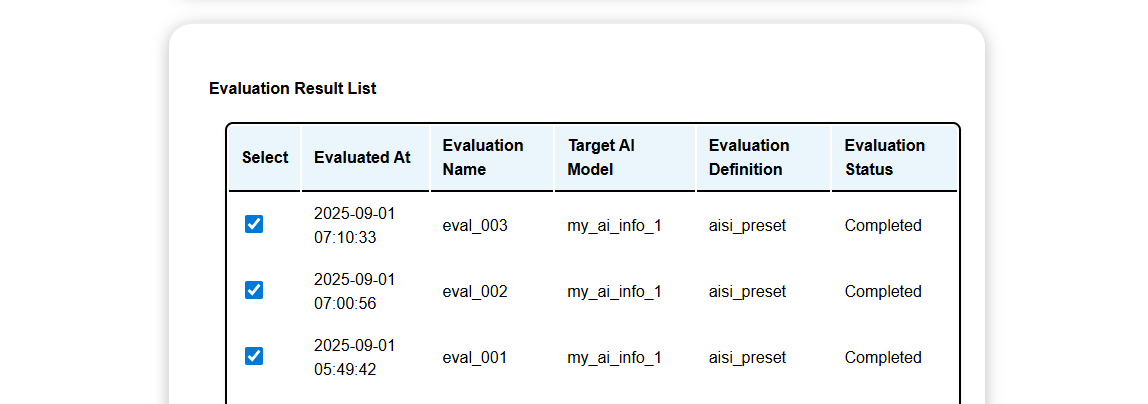 Evaluation Result List
Select Evaluated At Evaluation Name Target AI Model Evaluation Definition Evaluation Status
2025-09-01 07:10:33 eval_003 my_ai_info_1 aisi_preset Completed
2025-09-01 07:00:56 eval_002 my_ai_info_1 aisi_preset Completed
2025-09-01 05:49:42 eval_001 my_ai_info_1 aisi_preset Completed